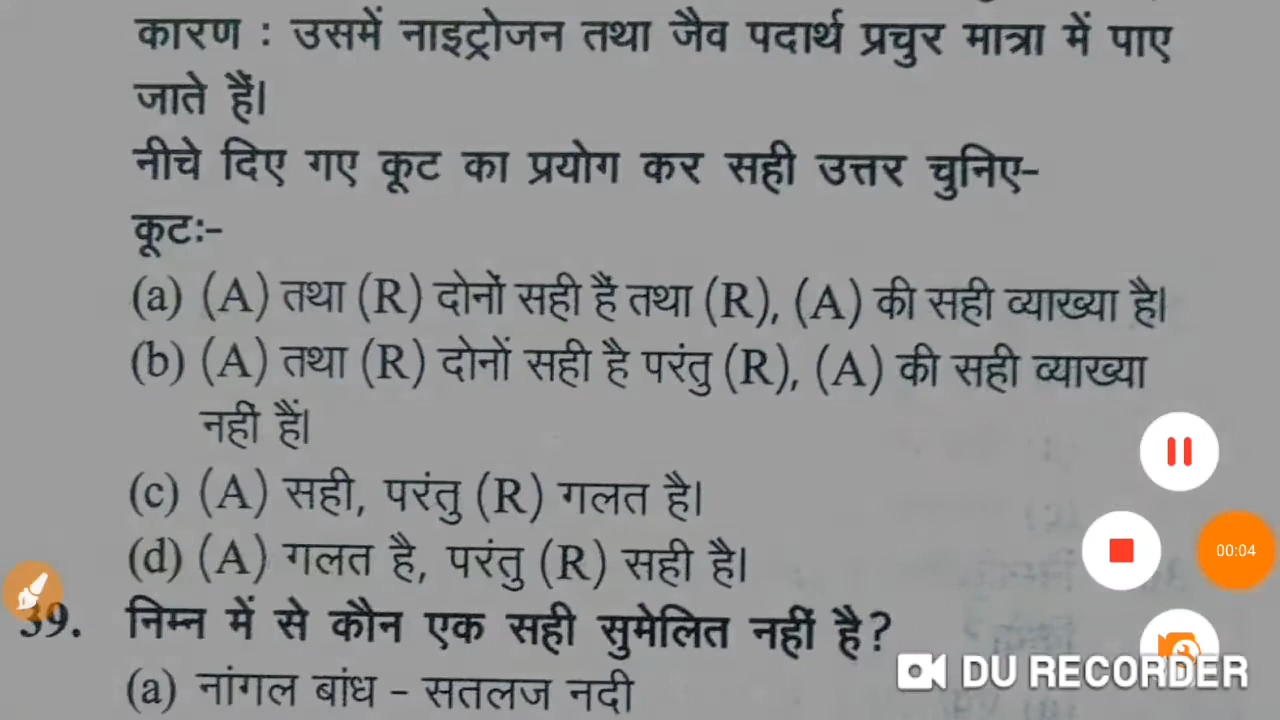 कारण : उसमें नाइट्रोजन तथा जैव पदार्थ प्रचुर मात्रा में पाए
जाते हैं।
नीचे दिए गए कूट का प्रयोग कर सही उत्तर चुनिए-
कूटः-
(a) (A) तथा (R) दोनों सही हैं तथा (R), (A) की सही व्याख्या है।
(b) (A) तथा (R) दोनों सही है परंतु (R), (A) की सही व्याख्या
नहीं हैं।
(c) (A) सही, परंतु (R) गलत है।
(d) (A) गलत है, परंतु (R) सही है।
39. निम्न में से कौन एक सही सुमेलित नहीं है?
(a) नांगल बांध - सतलज नदी
00:04
DU RECORDER